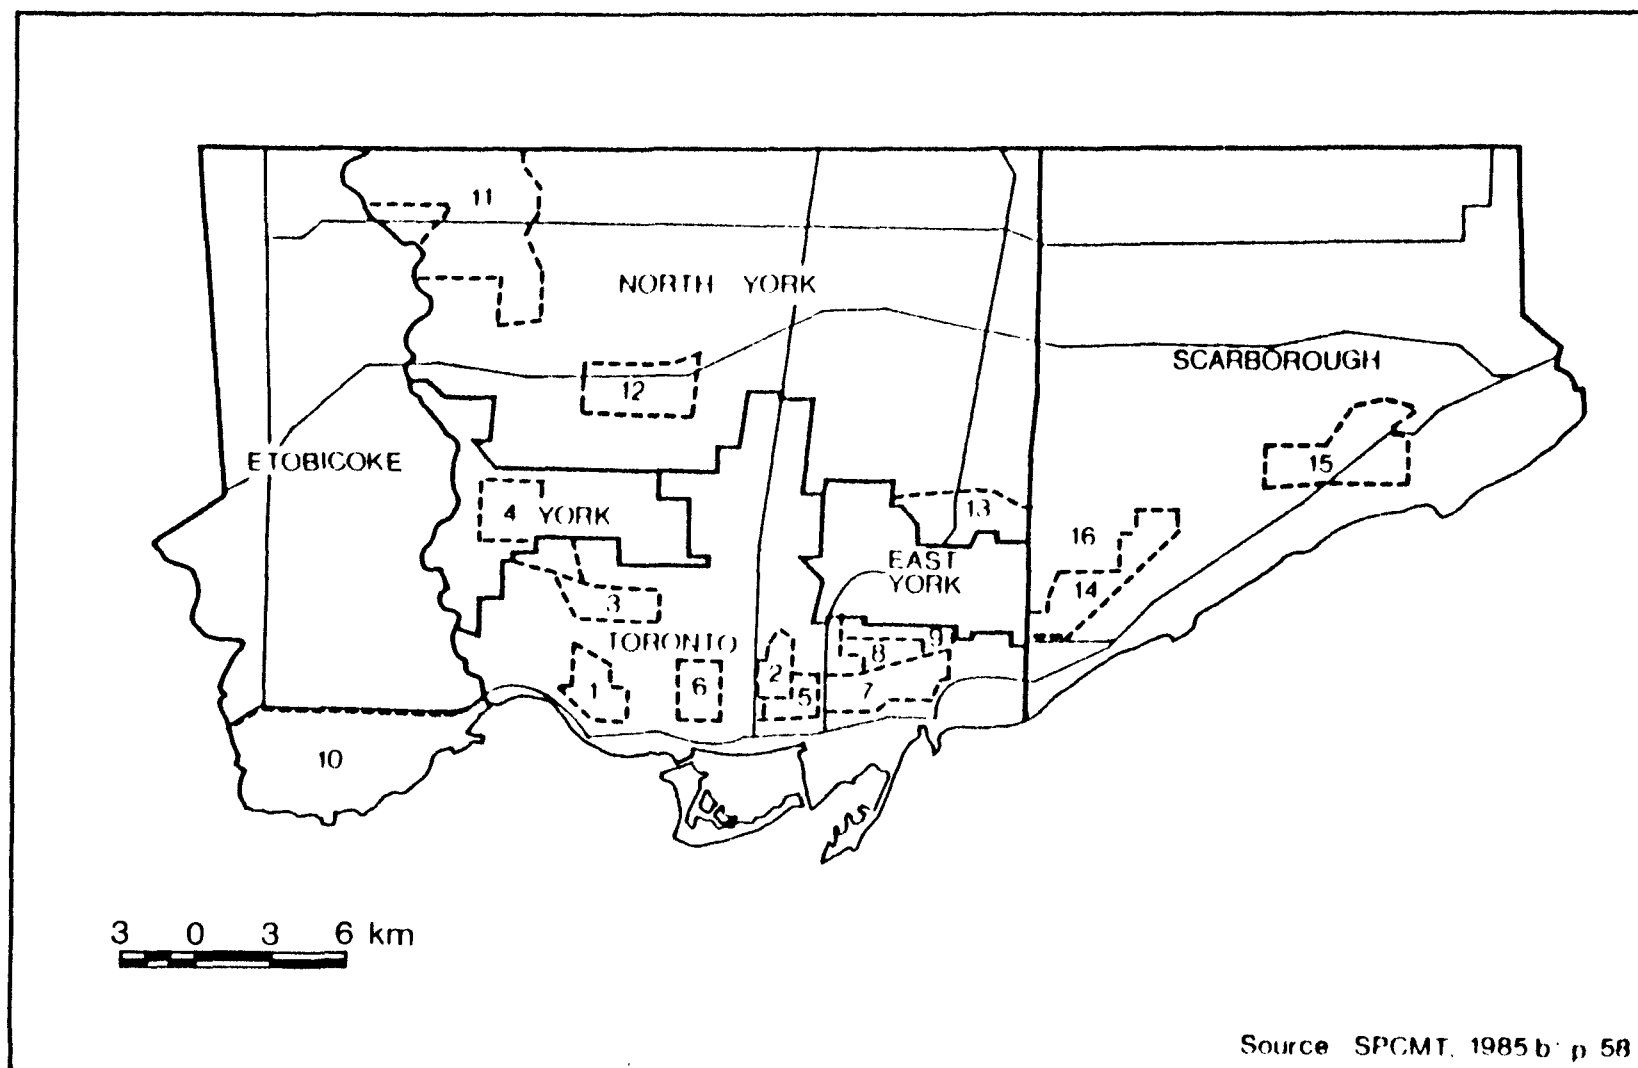 11
NORTH YORK
SCARBOROUGH
12
ETOBICOKE
15
4 YORK
13
16
EAST
YORK
14
3
TORONTO
9
8
2
1
6
5
7
10
3 0 3 6 km
Source SPCMT, 1985 b: p 58